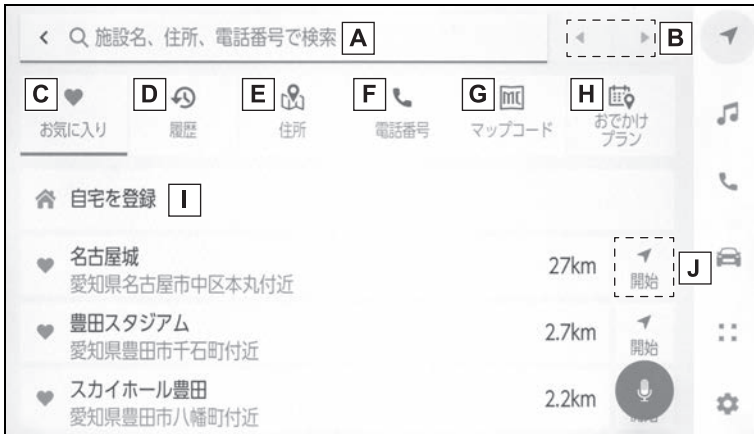 施設名、住所、電話番号で検索 A
B
C
D
E
F
G
H
お気に入り
履歴
住所
電話番号
マップコード
おでかけ
プラン
自宅を登録 I
名古屋城
愛知県名古屋市中区本丸付近
27km
開始
J
豊田スタジアム
愛知県豊田市千石町付近
2.7km
開始
スカイホール豊田
愛知県豊田市八幡町付近
2.2km